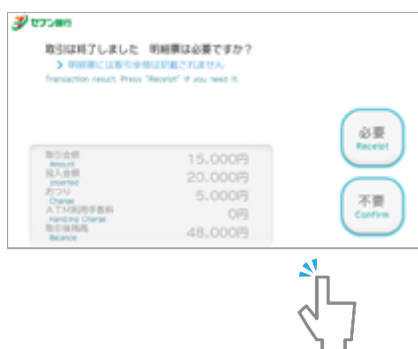 セブン銀行
取引は終了しました 明細票は必要ですか?
明細票には取引金額は記載されません
Transaction result. Press "Receipt" if you need it.
必要
Receipt
取引金額 15,000円
Amount
投入金額 20,000円
Inserted
おつり 5,000円
Change
ATM利用手数料 0円
Handling Charge
取引後残高 48,000円
Balance
不要
Confirm